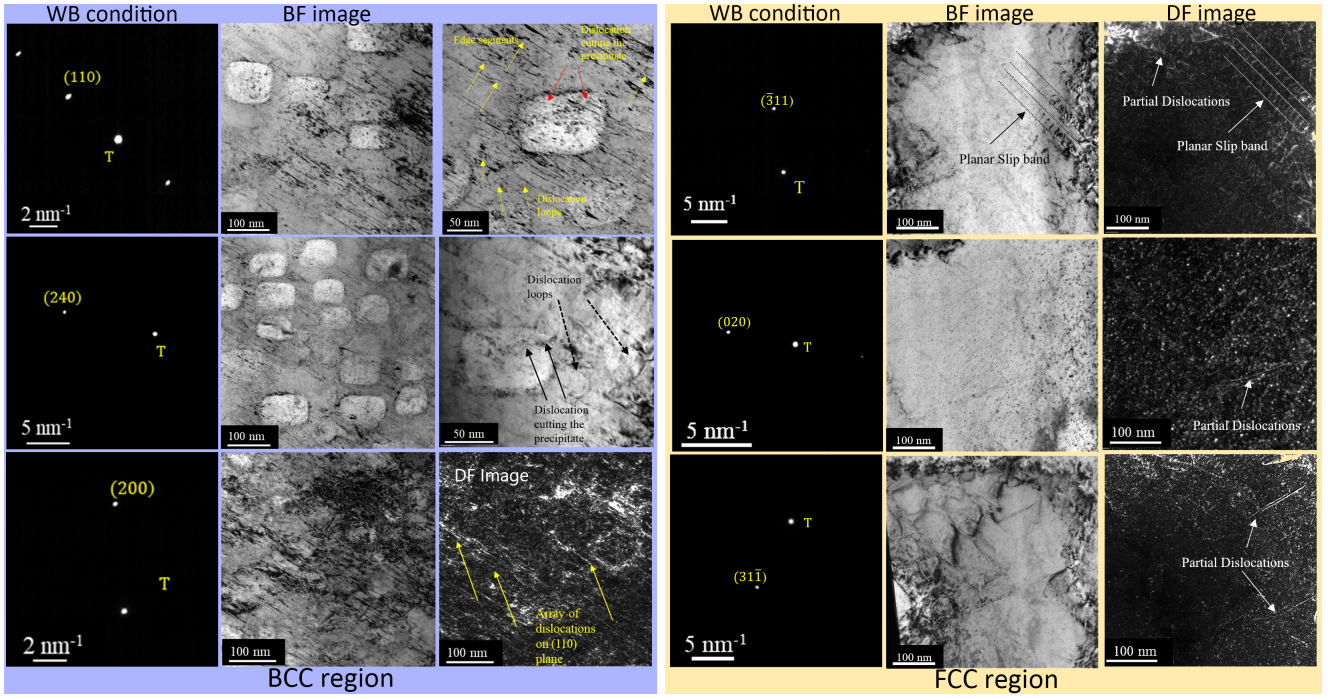 WB condition
BF image
(110)
T
2 nm⁻¹
100 nm
Edge segments
Dislocation
cutting the
precipitate
Dislocation
loops
50 nm
(240)
T
5 nm⁻¹
100 nm
Dislocation
loops
Dislocation
cutting the
precipitate
50 nm
(200)
T
2 nm⁻¹
100 nm
DF Image
Array of
dislocations
on (110)
plane
100 nm
BCC region
WB condition
BF image
DF image
(3̄11)
T
5 nm⁻¹
Planar Slip band
100 nm
Partial Dislocations
Planar Slip band
100 nm
(020)
T
5 nm⁻¹
100 nm
Partial Dislocations
100 nm
T
(311̄)
5 nm⁻¹
100 nm
Partial Dislocations
100 nm
FCC region